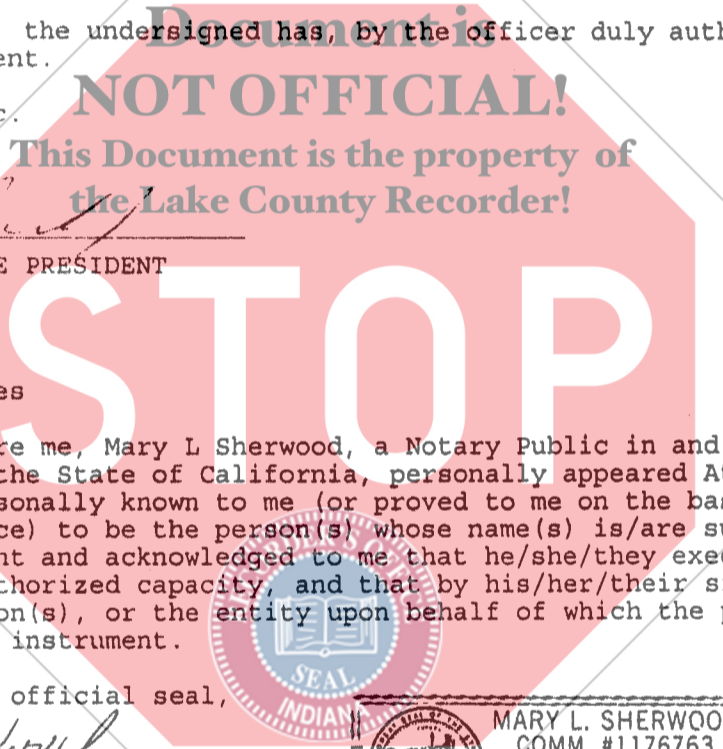 the undersigned has, by the officer duly auth
Document is
ent.
NOT OFFICIAL!
c.
This Document is the property of
the Lake County Recorder!
E PRESIDENT
STOP
es
re me, Mary L Sherwood, a Notary Public in and
the State of California, personally appeared A
sonally known to me (or proved to me on the ba
ce) to be the person(s) whose name(s) is/are su
nt and acknowledged to me that he/she/they exec
thorized capacity, and that by his/her/their s
on(s), or the entity upon behalf of which the p
instrument.
SEAL
official seal,
INDIANA
MARY L. SHERWOO
COMM. #1176763